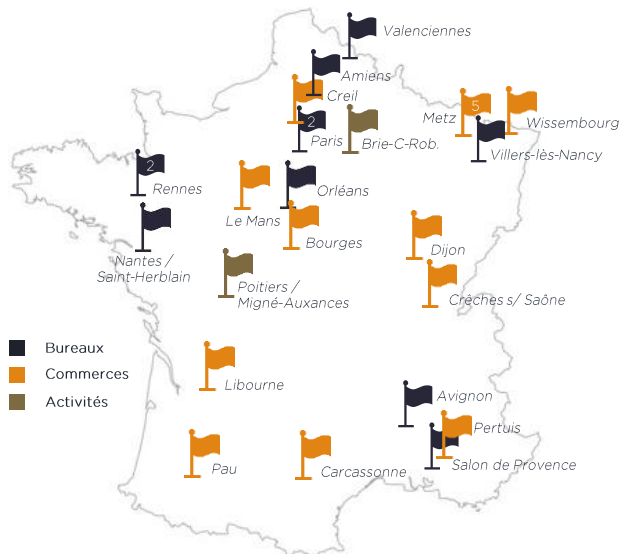 Valenciennes
Amiens
Creil
2
Paris
Brie-C-Rob.
5
Metz
Wissembourg
Villers-lès-Nancy
2
Rennes
Orléans
Le Mans
Bourges
Nantes /
Saint-Herblain
Dijon
Poitiers /
Migné-Auxances
Crèches s/ Saône
Bureaux
Commerces
Activités
Libourne
Avignon
Pertuis
Salon de Provence
Pau
Carcassonne